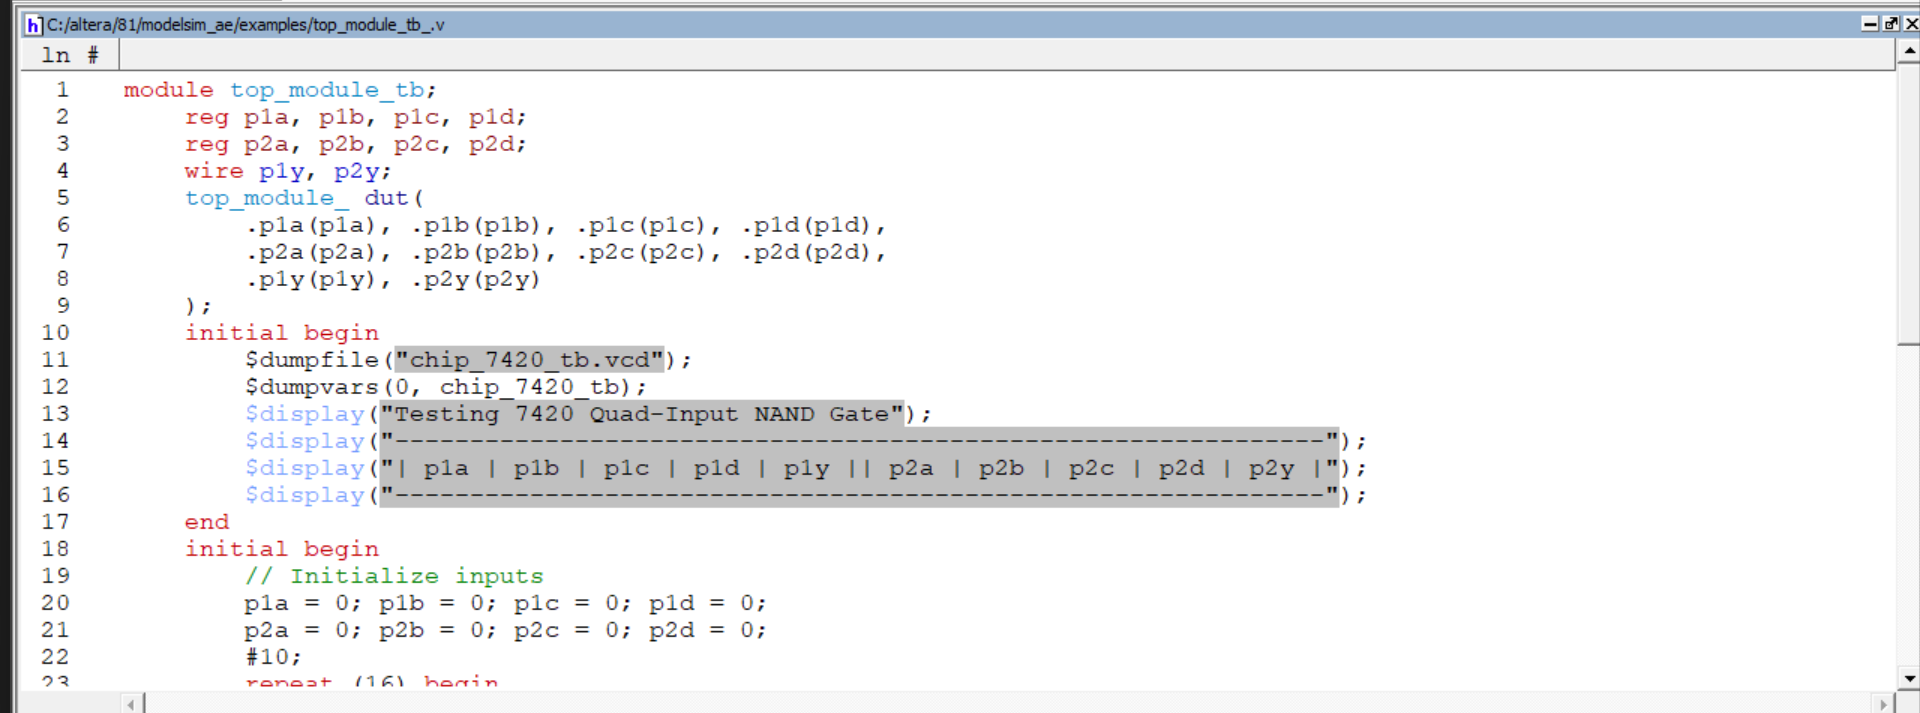 C:/altera/81/modelsim_ae/examples/top_module_tb_.v
ln #
1 module top_module_tb;
2 reg p1a, p1b, p1c, p1d;
3 reg p2a, p2b, p2c, p2d;
4 wire p1y, p2y;
5 top_module_ dut(
6 .p1a(p1a), .p1b(p1b), .p1c(p1c), .p1d(p1d),
7 .p2a(p2a), .p2b(p2b), .p2c(p2c), .p2d(p2d),
8 .p1y(p1y), .p2y(p2y)
9 );
10 initial begin
11 $dumpfile("chip_7420_tb.vcd");
12 $dumpvars(0, chip_7420_tb);
13 $display("Testing 7420 Quad-Input NAND Gate");
14 $display("--------------------------------------------------------------");
15 $display("| p1a | p1b | p1c | p1d | p1y || p2a | p2b | p2c | p2d | p2y |");
16 $display("--------------------------------------------------------------");
17 end
18 initial begin
19 // Initialize inputs
20 p1a = 0; p1b = 0; p1c = 0; p1d = 0;
21 p2a = 0; p2b = 0; p2c = 0; p2d = 0;
22 #10;
23 repeat (16) begin